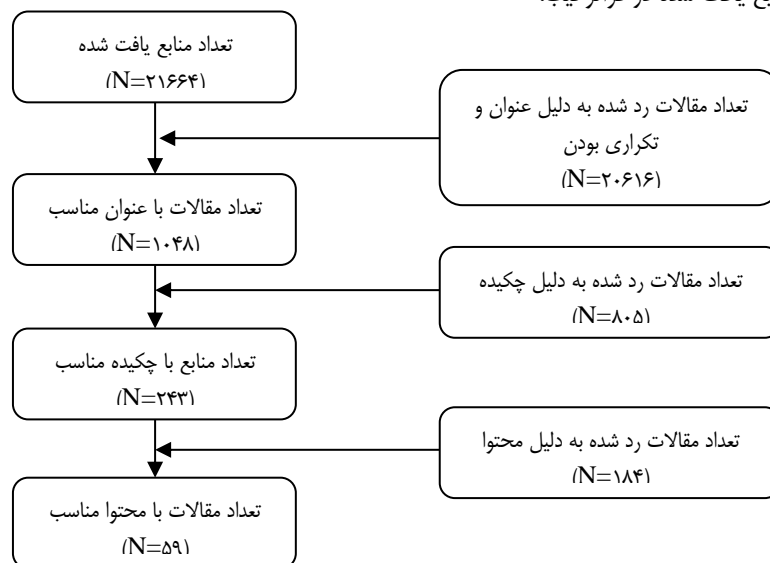 تعداد منابع یافت شده
(N=۲۱۶۶۴)
تعداد مقالات رد شده به دلیل عنوان و
تکراری بودن
(N=۲۰۶۱۶)
تعداد مقالات با عنوان مناسب
(N=۱۰۴۸)
تعداد مقالات رد شده به دلیل چکیده
(N=۸۰۵)
تعداد منابع با چکیده مناسب
(N=۲۴۳)
تعداد مقالات رد شده به دلیل محتوا
(N=۱۸۴)
تعداد مقالات با محتوا مناسب
(N=۵۹)